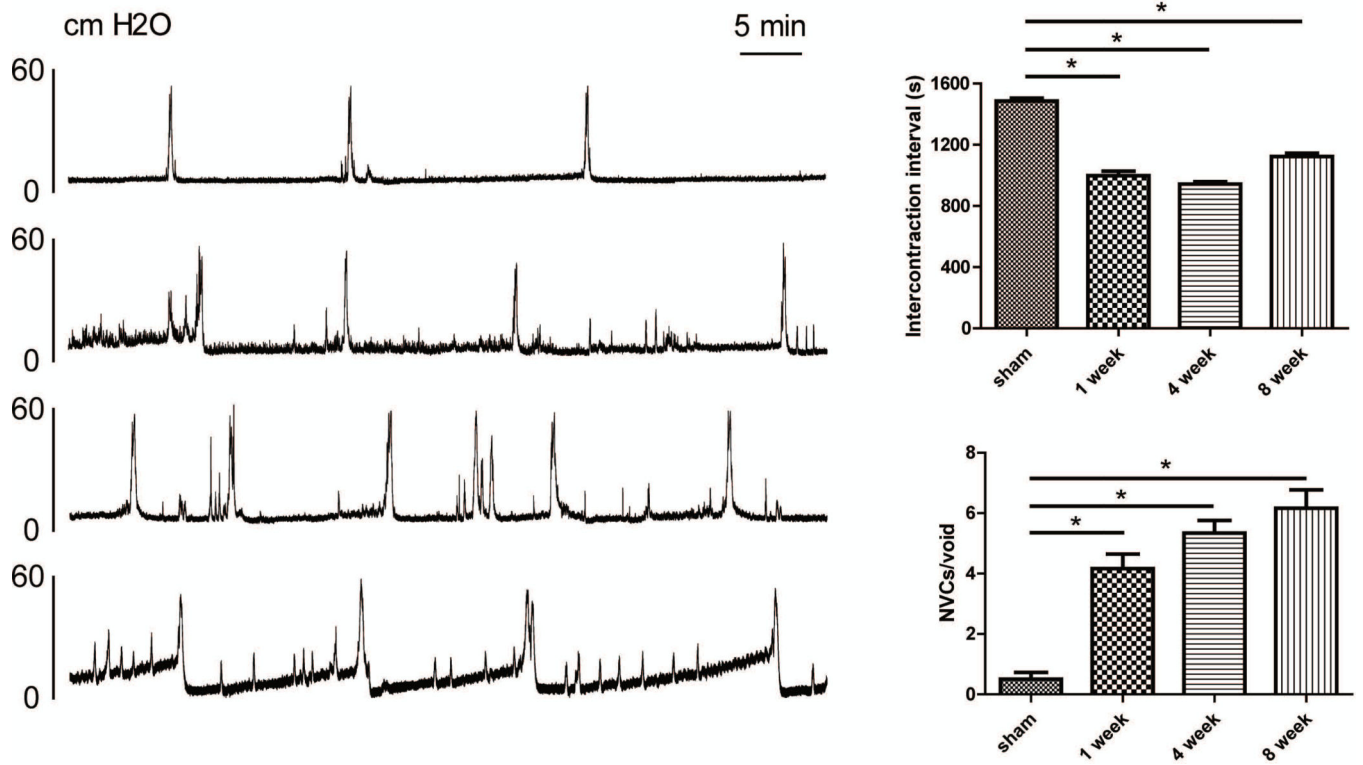 cm H2O
5 min
60
0
60
0
60
0
60
0
*
*
*
Intercontraction interval (s)
1600
1200
800
400
0
sham
1 week
4 week
8 week
*
*
*
NVCs/void
8
6
4
2
0
sham
1 week
4 week
8 week